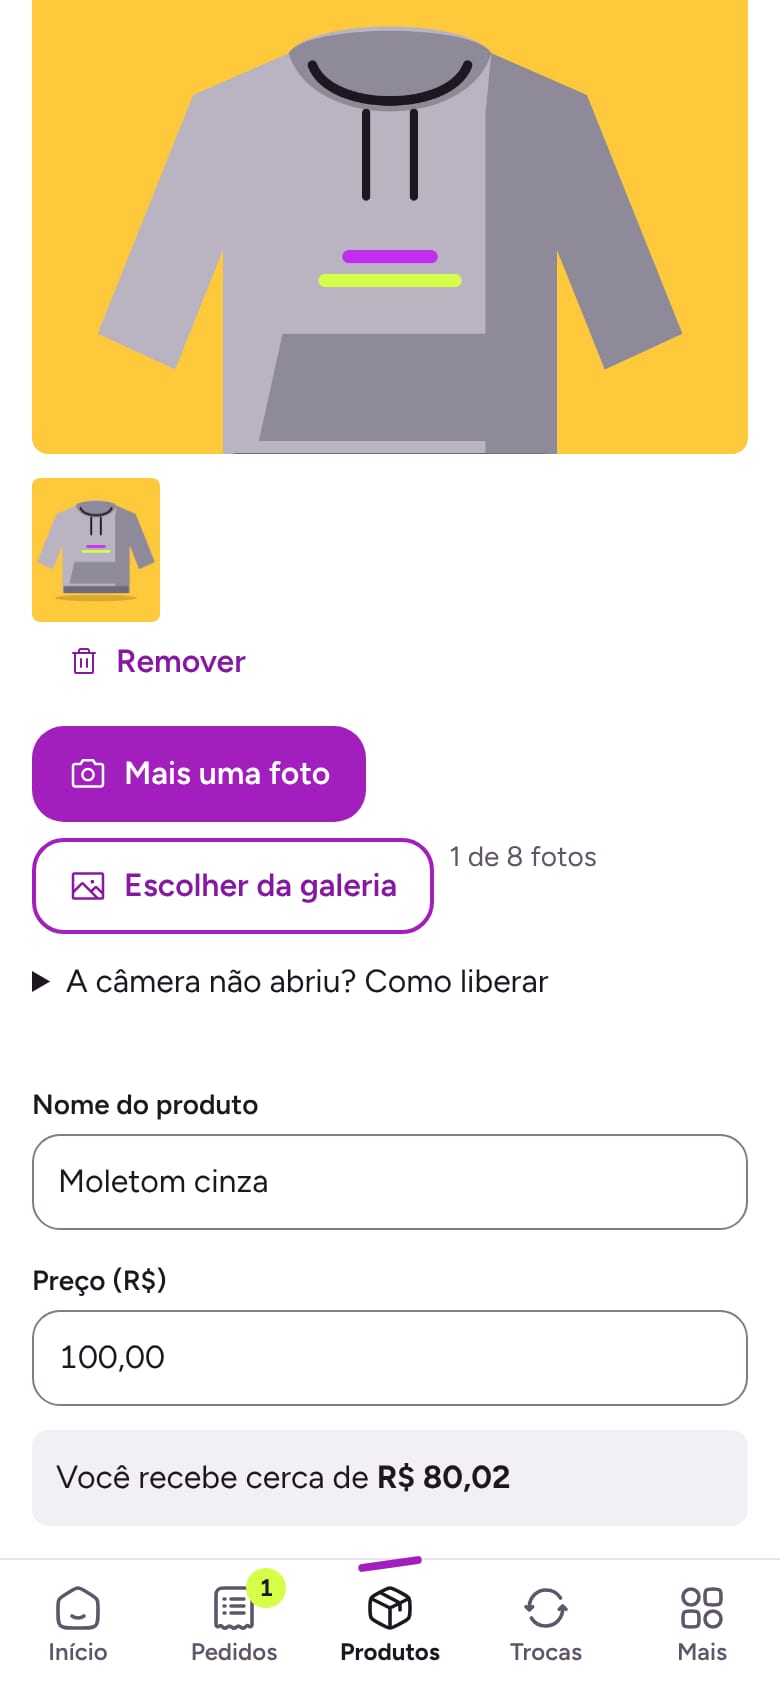 Remover
Mais uma foto
Escolher da galeria
1 de 8 fotos
A câmera não abriu? Como liberar
Nome do produto
Moletom cinza
Preço (R$)
100,00
Você recebe cerca de R$ 80,02
1
Início
Pedidos
Produtos
Trocas
Mais